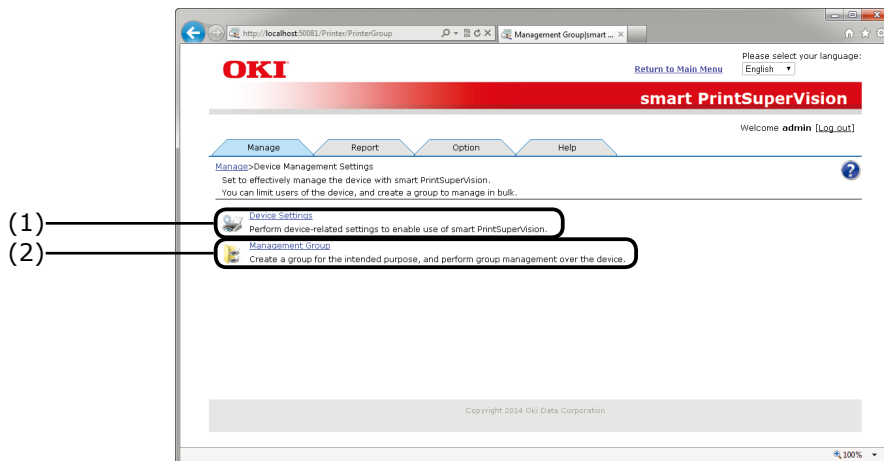 http://localhost:50081/Printer/PrinterGroup
Management Group|smart ...
OKI
Return to Main Menu
Please select your language:
English
smart PrintSuperVision
Welcome admin [Log out]
Manage
Report
Option
Help
Manage>Device Management Settings
Set to effectively manage the device with smart PrintSuperVision.
You can limit users of the device, and create a group to manage in bulk.
(1)
Device Settings
Perform device-related settings to enable use of smart PrintSuperVision.
(2)
Management Group
Create a group for the intended purpose, and perform group management over the device.
Copyright 2014 Oki Data Corporation
100%